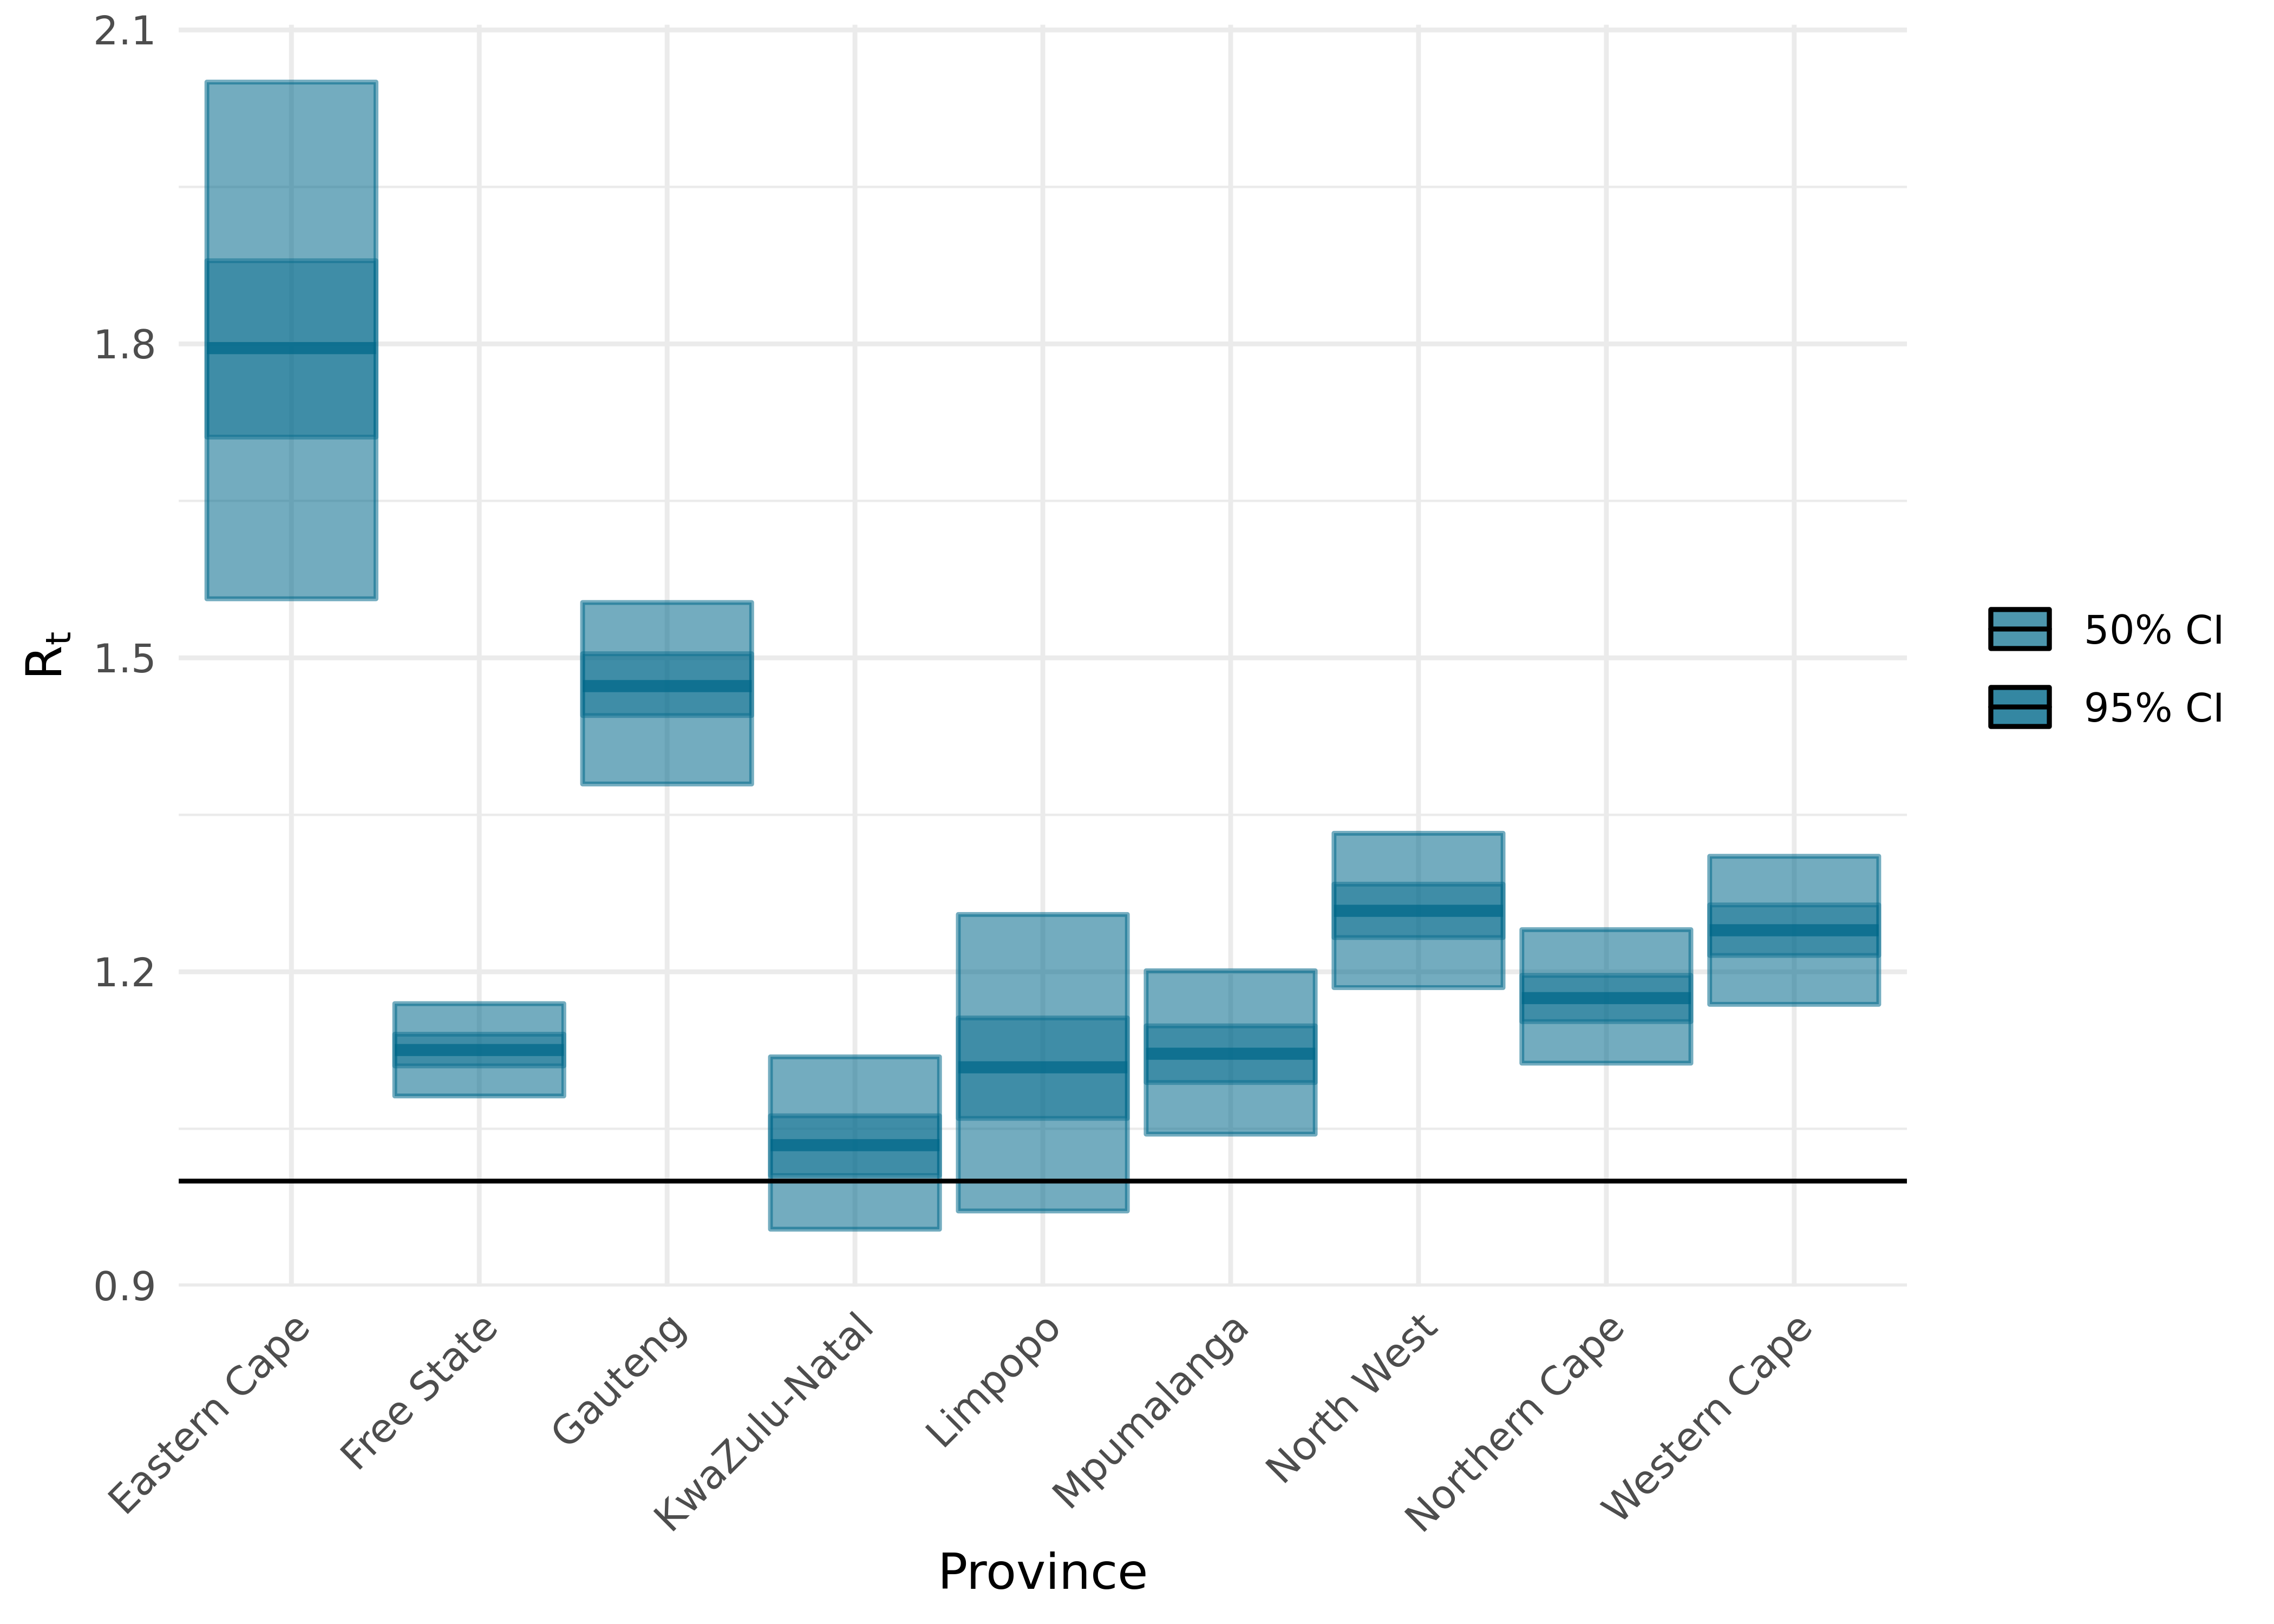 2.1
1.8
1.5
1.2
0.9
Rt
Eastern Cape
Free State
Gauteng
KwaZulu-Natal
Limpopo
Mpumalanga
North West
Northern Cape
Western Cape
Province
50% CI
95% CI